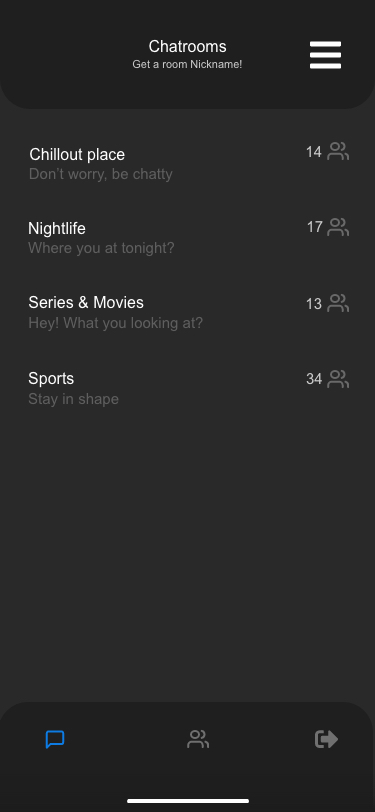 Chatrooms
Get a room Nickname!
Chillout place
14
Don't worry, be chatty
Nightlife
17
Where you at tonight?
Series & Movies
13
Hey! What you looking at?
Sports
34
Stay in shape